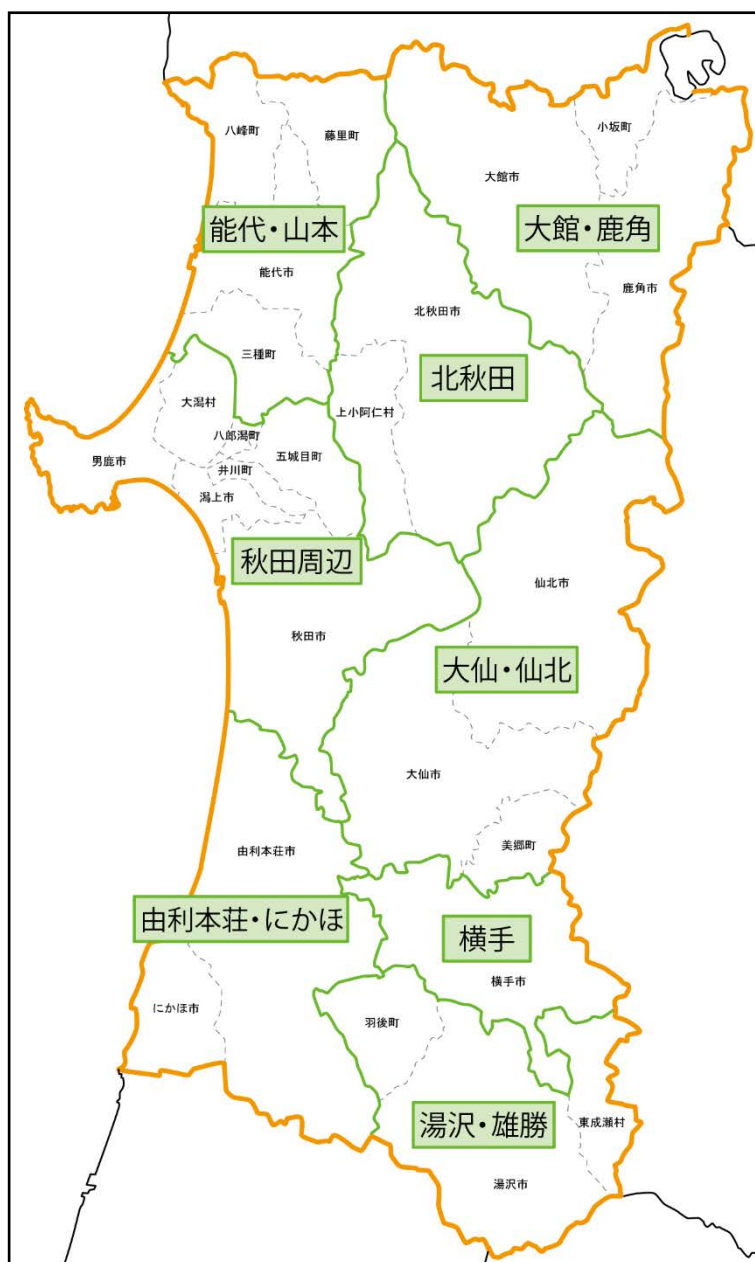 小坂町
八峰町
藤里町
大館市
能代・山本
大館・鹿角
能代市
鹿角市
北秋田市
三種町
北秋田
大潟村
上小阿仁村
八郎潟町
五城目町
男鹿市
井川町
潟上市
秋田周辺
仙北市
秋田市
大仙・仙北
大仙市
美郷町
由利本荘市
由利本荘・にかほ
横手
横手市
にかほ市
羽後町
湯沢・雄勝
東成瀬村
湯沢市